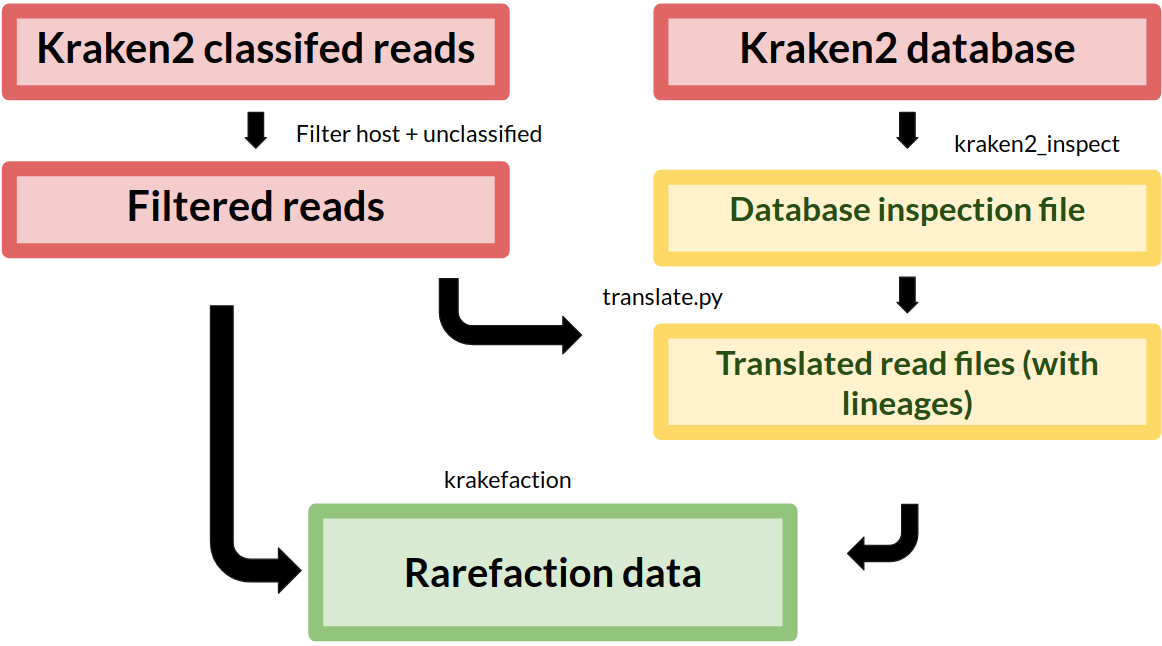 Kraken2 classifed reads
Kraken2 database
Filter host + unclassified
kraken2_inspect
Filtered reads
Database inspection file
translate.py
Translated read files (with
lineages)
krakefaction
Rarefaction data